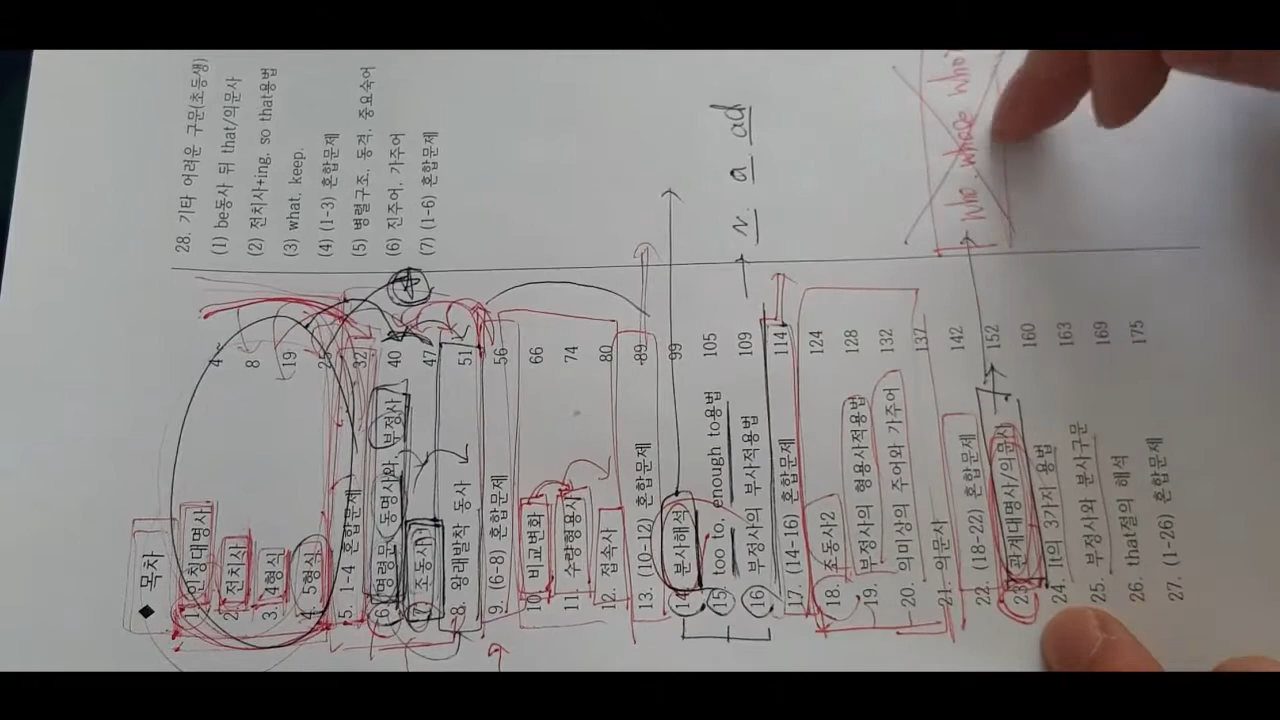 ◆ 목차
1. 인칭대명사 4
2. 전치사 8
3. 4형식 19
4. 5형식
5. 1-4 혼합문제 32
6. 명령문, 동명사와, 부정사 40
7. 조동사1 47
8. 왕래발착 동사 51
9. (6-8) 혼합문제 56
10. 비교변화 66
11. 수량형용사 74
12. 접속사 80
13. (10-12) 혼합문제 89
14. 분사해석 99
15. too to, enough to용법 105
16. 부정사의 부사적용법 109
17. (14-16) 혼합문제 114
18. 조동사2 124
19. 부정사의 형용사적용법 128
20. 의미상의 주어와 가주어 132
21. 의문사 137
22. (18-22) 혼합문제 142
23. 관계대명사/의문사 152
24. It의 3가지 용법 160
25. 부정사와 분사구문 163
26. that절의 해석 169
27. (1-26) 혼합문제 175
28. 기타 어려운 구문(초등생)
(1) be동사 뒤 that/의문사
(2) 전치사+ing, so that용법
(3) what, keep.
(4) (1-3) 혼합문제
(5) 병렬구조, 동격, 중요숙어
(6) 진주어, 가주어
(7) (1-6) 혼합문제
n. a. ad
who. whose